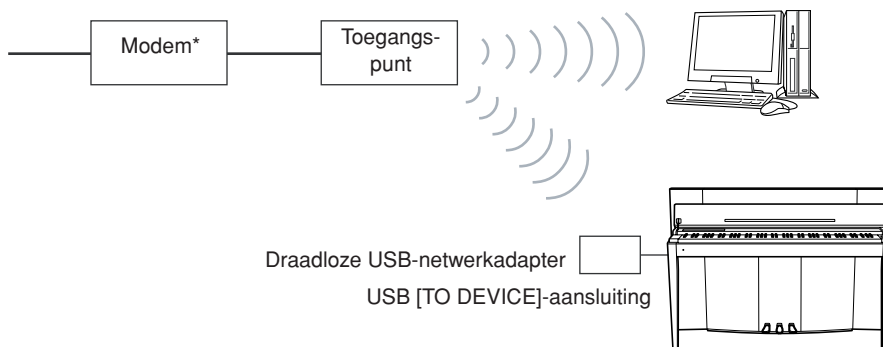 Modem*
Toegangs-
punt
Draadloze USB-netwerkadapter
USB [TO DEVICE]-aansluiting